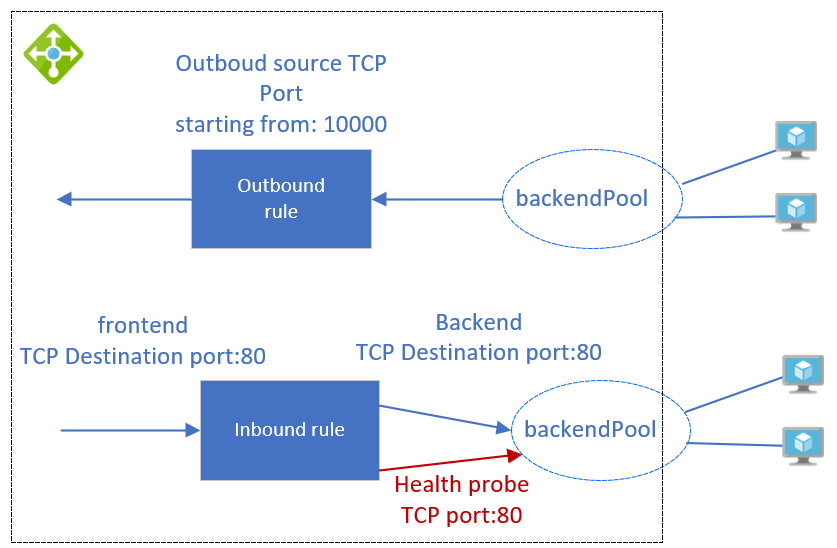 Outboud source TCP
Port
starting from: 10000
Outbound
rule
backendPool
frontend
TCP Destination port:80
Backend
TCP Destination port:80
Inbound rule
backendPool
Health probe
TCP port:80